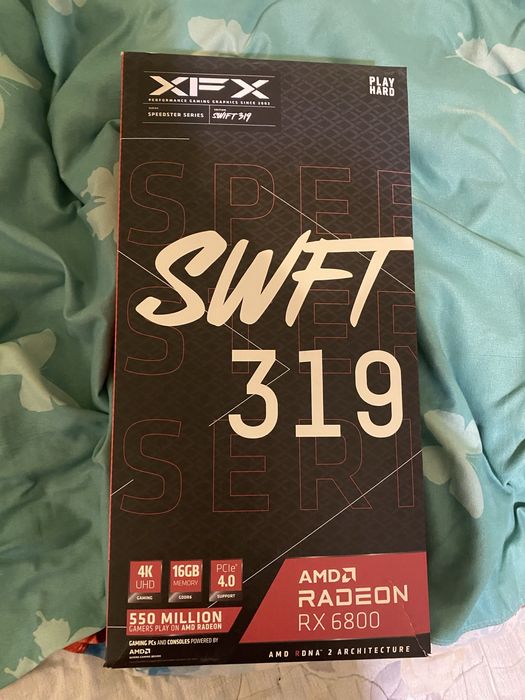 XFX
PLAY
HARD
PERFORMANCE GAMING GRAPHICS SINCE 2002
SPEEDSTER SERIES
SWFT 319
SPEE
STER
SERI
SWFT
319
4K
UHD
GAMING
16GB
MEMORY
GDDR6
PCIe®
4.0
SUPPORT
550 MILLION
GAMERS PLAY ON AMD RADEON
GAMING PCs AND CONSOLES POWERED BY
AMD
AMD
RADEON
RX 6800
AMD RDNA™ 2 ARCHITECTURE